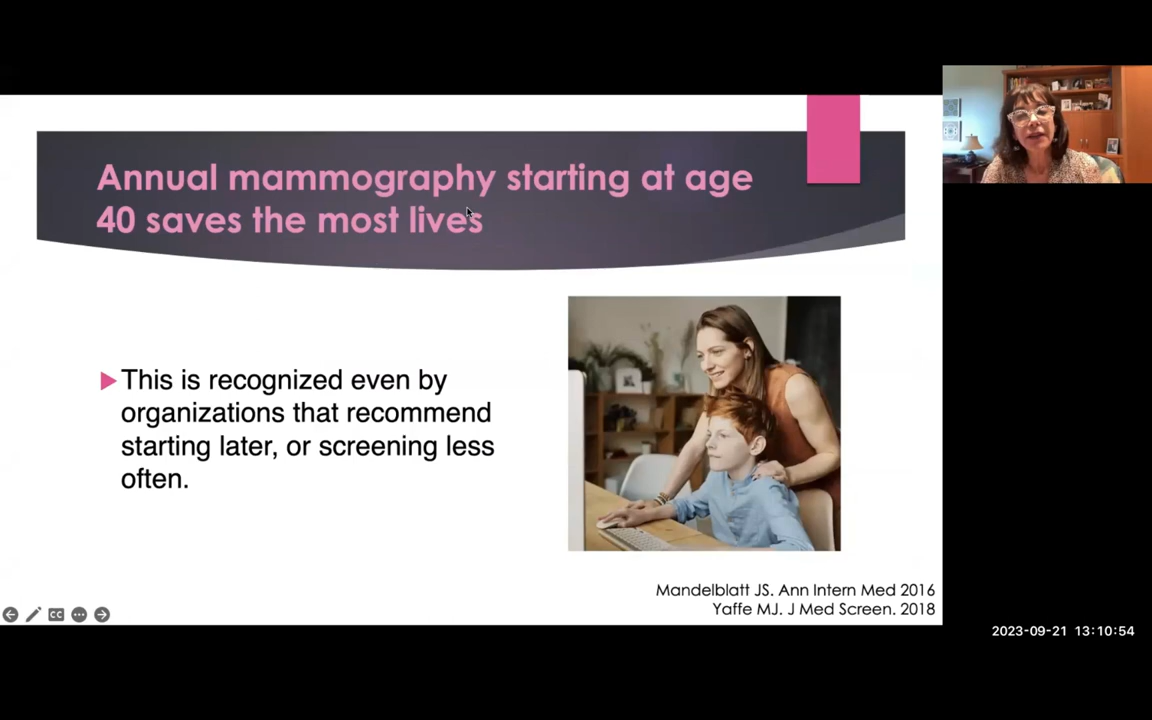 Annual mammography starting at age
40 saves the most lives
This is recognized even by
organizations that recommend
starting later, or screening less
often.
Mandelblatt JS. Ann Intern Med 2016
Yaffe MJ. J Med Screen. 2018
CC
2023-09-21 13:10:54